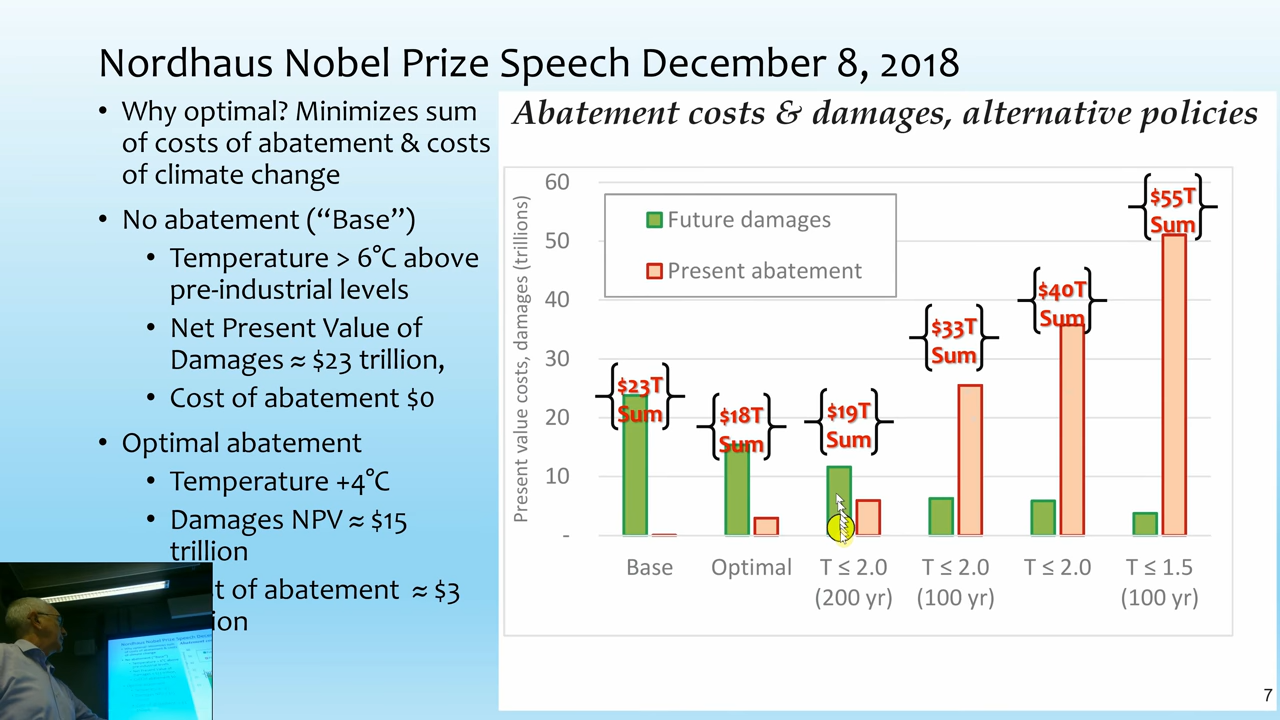 Nordhaus Nobel Prize Speech December 8, 2018
• Why optimal? Minimizes sum
of costs of abatement & costs
of climate change
• No abatement (“Base”)
• Temperature > 6°C above
pre-industrial levels
• Net Present Value of
Damages ≈ $23 trillion,
• Cost of abatement $0
• Optimal abatement
• Temperature +4°C
• Damages NPV ≈ $15
trillion
of abatement ≈ $3
Abatement costs & damages, alternative policies
Present value costs, damages (trillions)
60
50
40
30
20
10
-
Future damages
Present abatement
$23T
Sum
$18T
Sum
$19T
Sum
$33T
Sum
$40T
Sum
$55T
Sum
Base
Optimal
T ≤ 2.0
(200 yr)
T ≤ 2.0
(100 yr)
T ≤ 2.0
T ≤ 1.5
(100 yr)
7